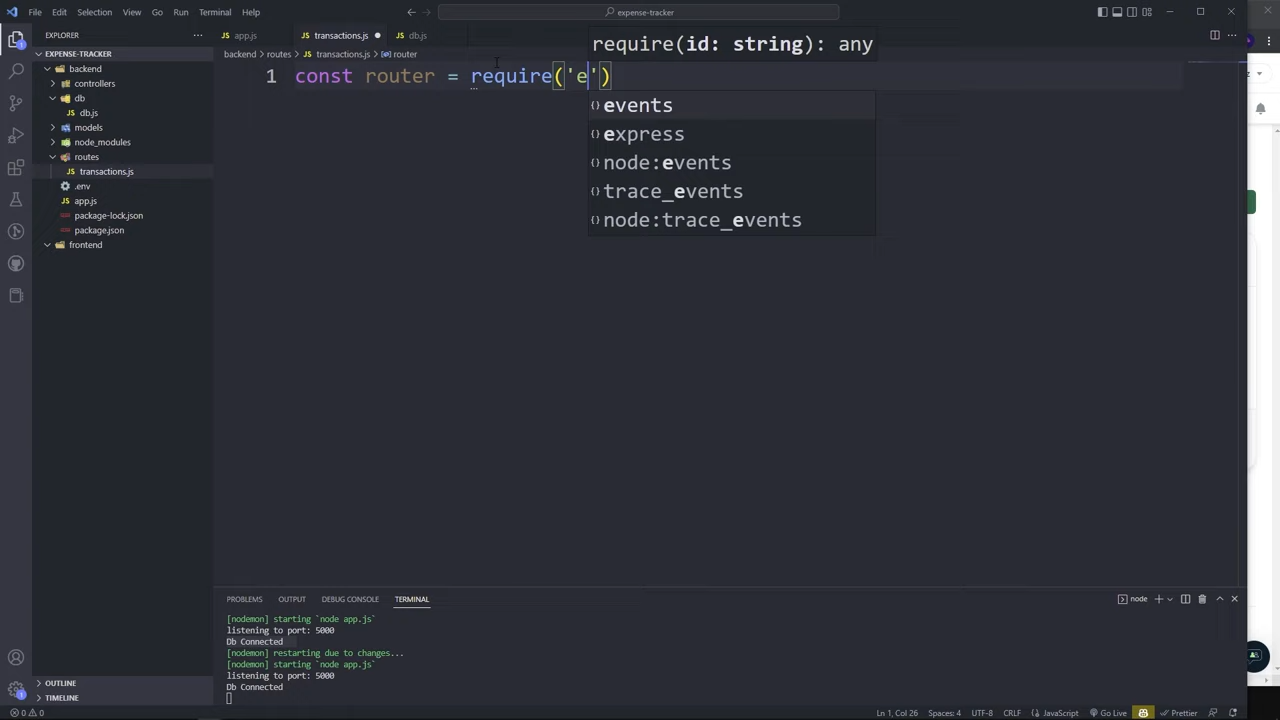 File Edit Selection View Go Run Terminal Help
expense-tracker
EXPLORER
EXPENSE-TRACKER
backend
controllers
db
db.js
models
node_modules
routes
transactions.js
.env
app.js
package-lock.json
package.json
frontend
OUTLINE
TIMELINE
app.js transactions.js db.js
backend > routes > transactions.js > router
1 const router = require('e')
require(id: string): any
events
express
node:events
trace_events
node:trace_events
PROBLEMS OUTPUT DEBUG CONSOLE TERMINAL
node
[nodemon] starting `node app.js`
listening to port: 5000
Db Connected
[nodemon] restarting due to changes...
[nodemon] starting `node app.js`
listening to port: 5000
Db Connected
0 0
Ln 1, Col 26 Spaces: 4 UTF-8 CRLF JavaScript Go Live Prettier